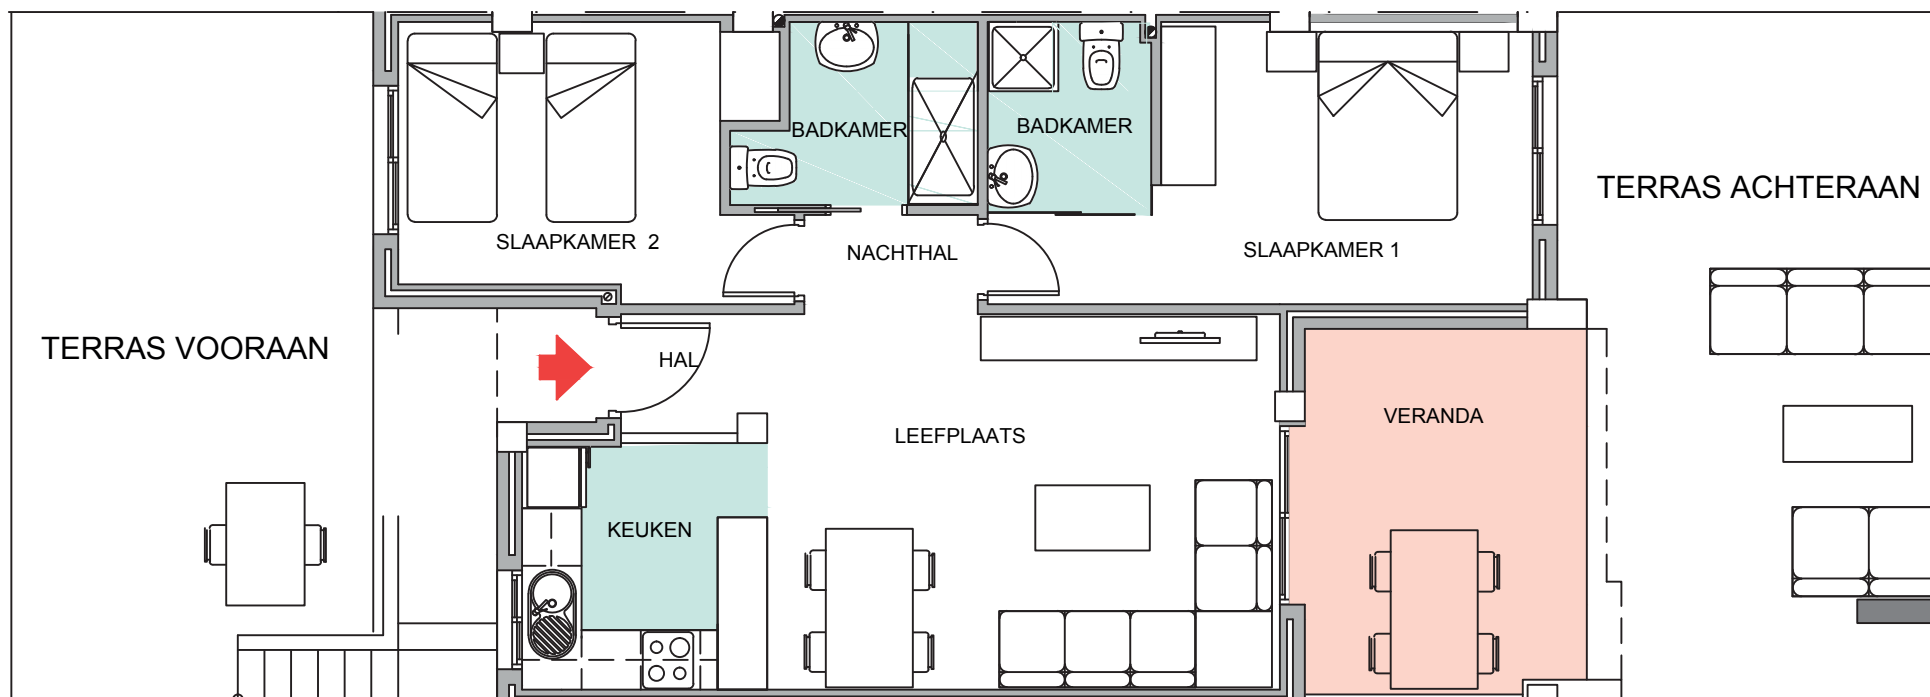 BADKAMER
BADKAMER
TERRAS ACHTERAAN
SLAAPKAMER 2
NACHTHAL
SLAAPKAMER 1
TERRAS VOORAAN
HAL
VERANDA
LEEFPLAATS
KEUKEN